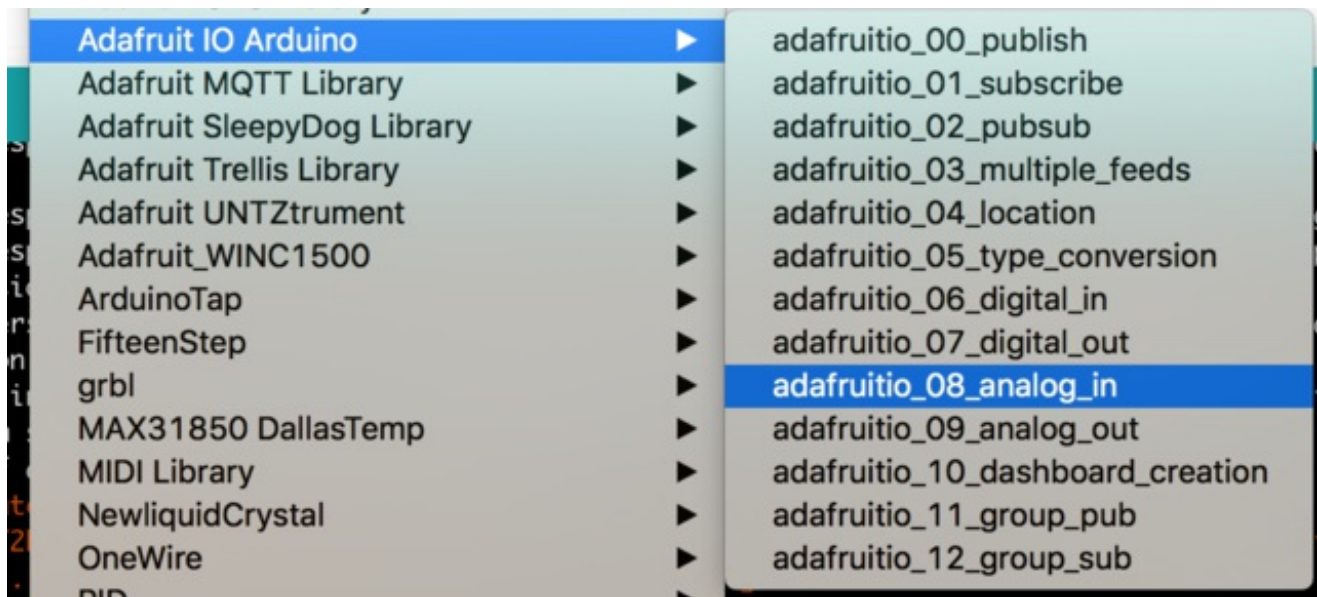 Adafruit IO Arduino
Adafruit MQTT Library
Adafruit SleepyDog Library
Adafruit Trellis Library
Adafruit UNTZtrument
Adafruit_WINC1500
ArduinoTap
FifteenStep
grbl
MAX31850 DallasTemp
MIDI Library
NewliquidCrystal
OneWire
adafruitio_00_publish
adafruitio_01_subscribe
adafruitio_02_pubsub
adafruitio_03_multiple_feeds
adafruitio_04_location
adafruitio_05_type_conversion
adafruitio_06_digital_in
adafruitio_07_digital_out
adafruitio_08_analog_in
adafruitio_09_analog_out
adafruitio_10_dashboard_creation
adafruitio_11_group_pub
adafruitio_12_group_sub